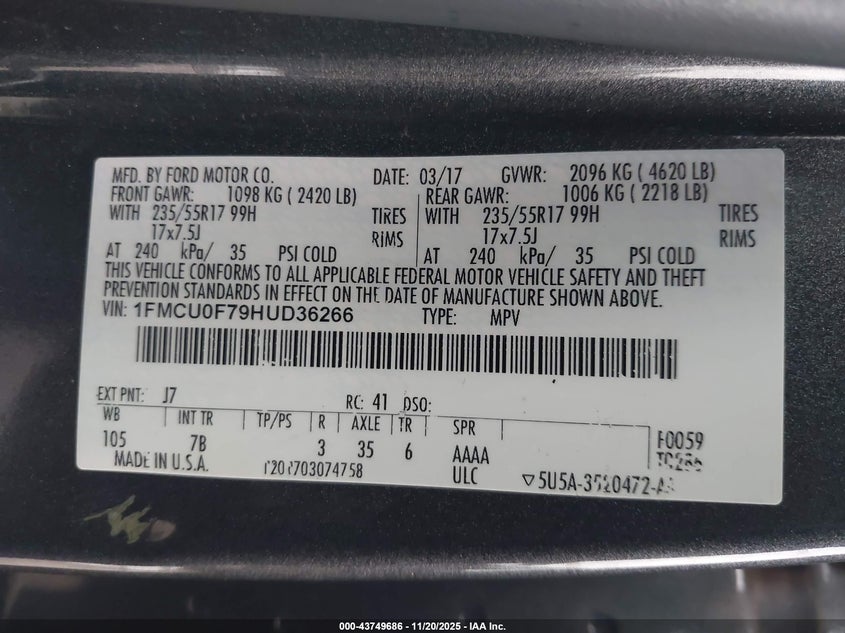 MFD. BY FORD MOTOR CO. DATE: 03/17 GVWR: 2096 KG ( 4620 LB)
FRONT GAWR: 1098 KG ( 2420 LB) REAR GAWR: 1006 KG ( 2218 LB)
WITH 235/55R17 99H TIRES WITH 235/55R17 99H TIRES
17x7.5J RIMS 17x7.5J RIMS
AT 240 kPa/ 35 PSI COLD AT 240 kPa/ 35 PSI COLD
THIS VEHICLE CONFORMS TO ALL APPLICABLE FEDERAL MOTOR VEHICLE SAFETY AND THEFT
PREVENTION STANDARDS IN EFFECT ON THE DATE OF MANUFACTURE SHOWN ABOVE.
VIN: 1FMCU0F79HUD36266 TYPE: MPV
EXT PNT: J7 RC: 41 DSO:
WB INT TR TP/PS R AXLE TR SPR
105 7B 3 35 6 AAAA F0059
MADE IN U.S.A. ULC
000-43749686 - 11/20/2025 - IAA Inc.